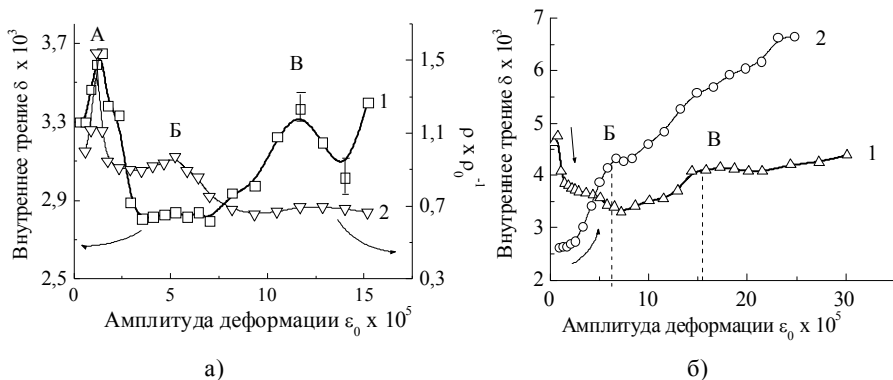 Внутреннее трение δ x 10³
3,7
3,3
2,9
2,5
А
Б
В
1
2
1,5
1,1
0,7
0,3
ρ x ρ₀⁻¹
0
5
10
15
Амплитуда деформации ε₀ x 10⁵
а)
Внутреннее трение δ x 10³
7
6
5
4
3
2
Б
В
2
1
0
10
20
30
Амплитуда деформации ε₀ x 10⁵
б)